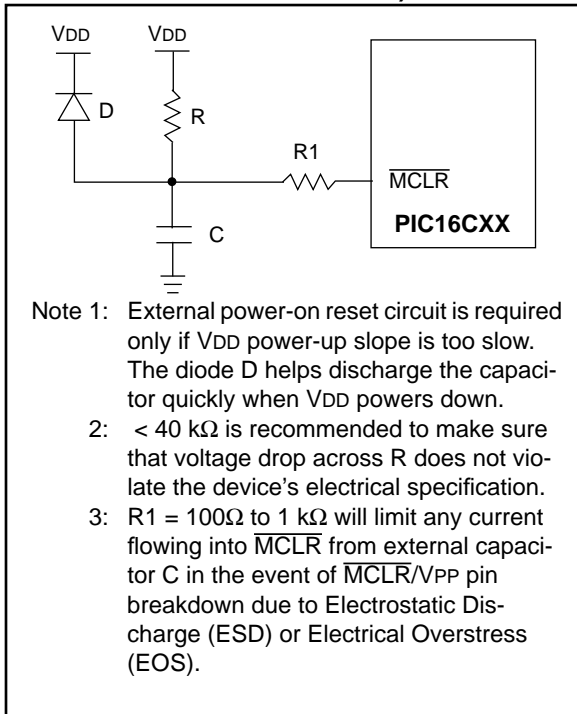 VDD VDD
D
R
R1
MCLR
C
PIC16CXX
Note 1: External power-on reset circuit is required
only if VDD power-up slope is too slow.
The diode D helps discharge the capaci-
tor quickly when VDD powers down.
2: < 40 kΩ is recommended to make sure
that voltage drop across R does not vio-
late the device's electrical specification.
3: R1 = 100Ω to 1 kΩ will limit any current
flowing into MCLR from external capaci-
tor C in the event of MCLR/VPP pin
breakdown due to Electrostatic Dis-
charge (ESD) or Electrical Overstress
(EOS).